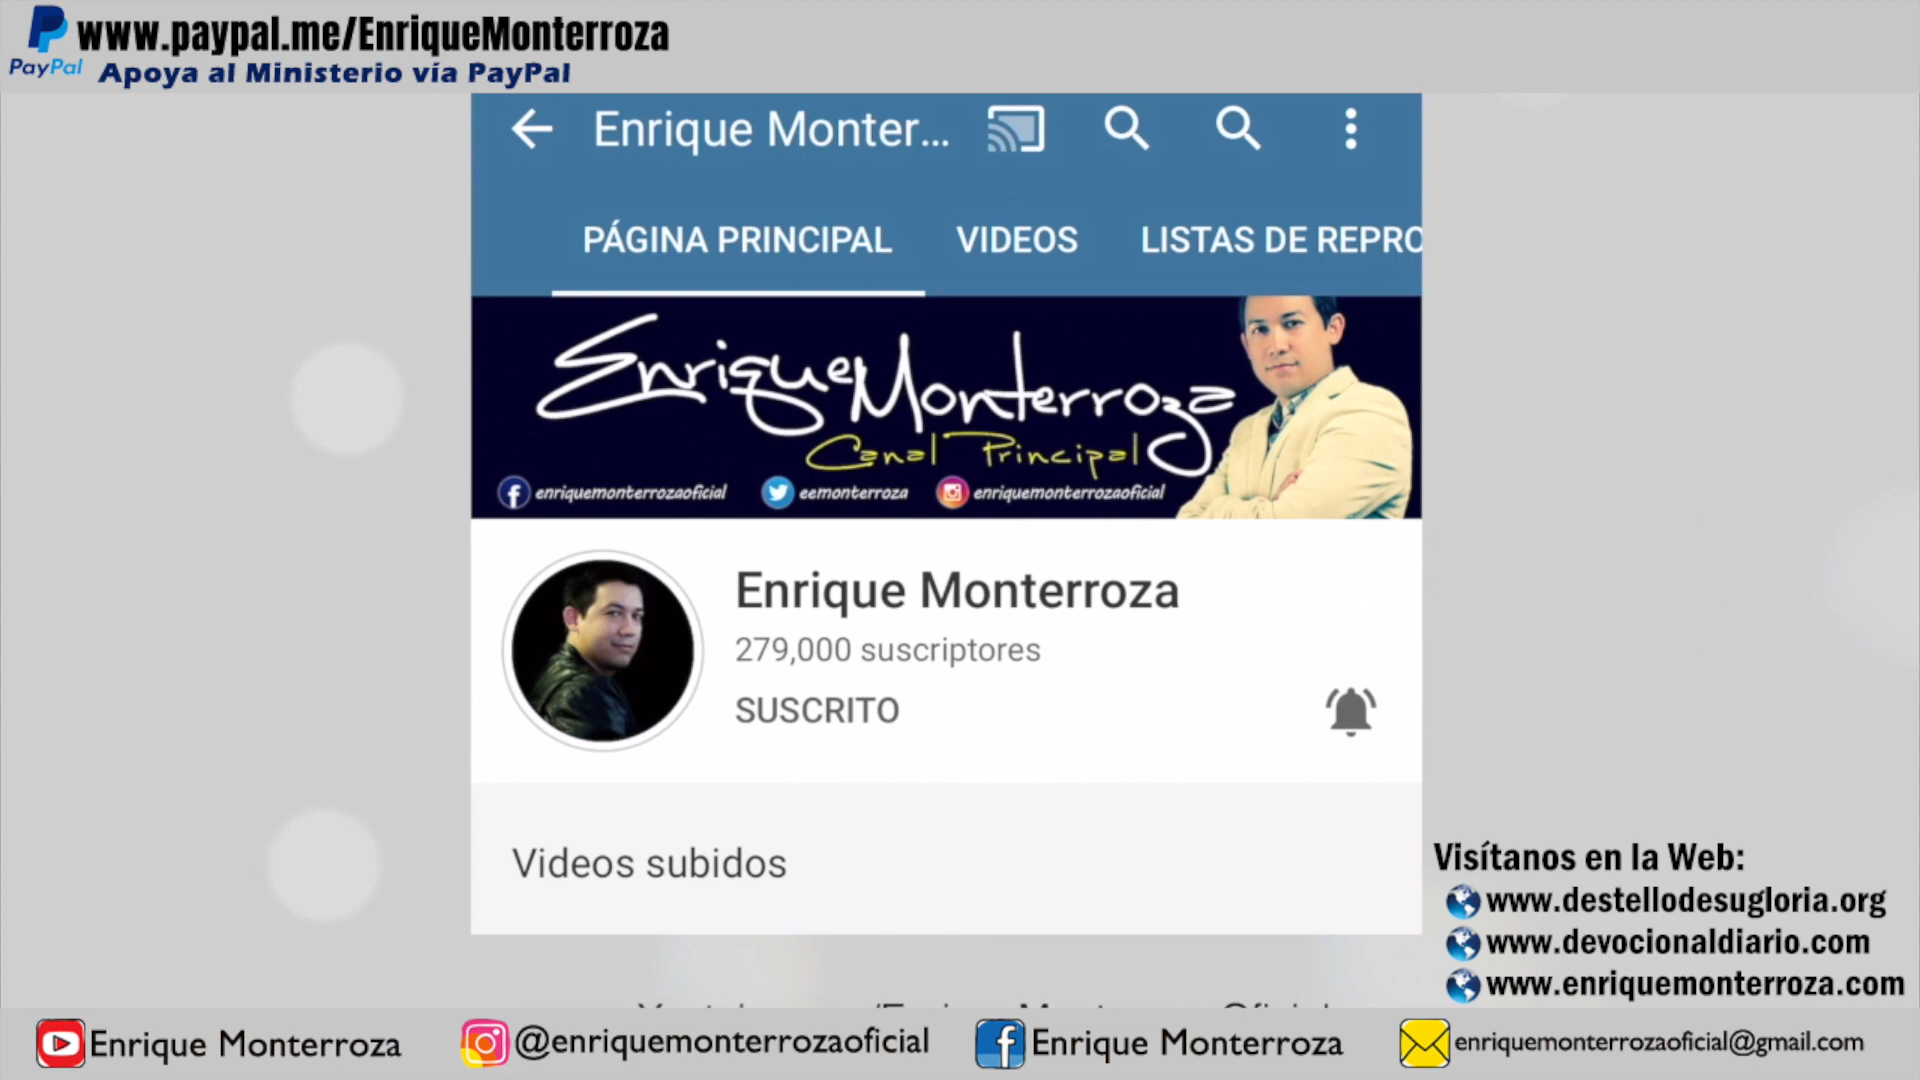 www.paypal.me/EnriqueMonterroza
PayPal
Apoya al Ministerio vía PayPal
Enrique Monter...
PÁGINA PRINCIPAL VIDEOS LISTAS DE REPRO
Enrique Monterroza
Canal Principal
enriquemonterrozaoficial eemonterroza enriquemonterrozaoficial
Enrique Monterroza
279,000 suscriptores
SUSCRITO
Videos subidos
Visítanos en la Web:
www.destellodesugloria.org
www.devocionaldiario.com
www.enriquemonterroza.com
Enrique Monterroza @enriquemonterrozaoficial Enrique Monterroza enriquemonterrozaoficial@gmail.com